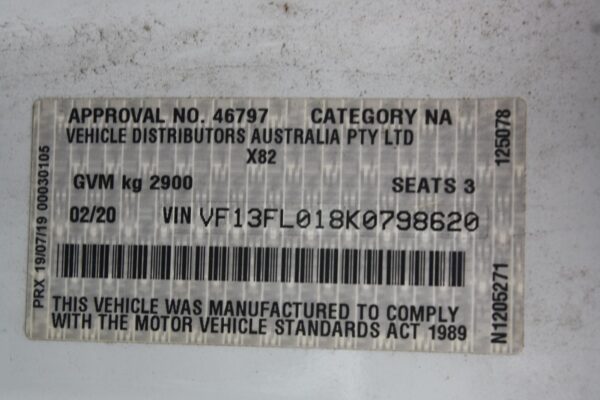 APPROVAL NO. 46797 CATEGORY NA
VEHICLE DISTRIBUTORS AUSTRALIA PTY LTD
X82
GVM kg 2900 SEATS 3
02/20 VIN VF13FL018K0798620
THIS VEHICLE WAS MANUFACTURED TO COMPLY
WITH THE MOTOR VEHICLE STANDARDS ACT 1989
PRX 19/07/19 00030105
N1205271 125078